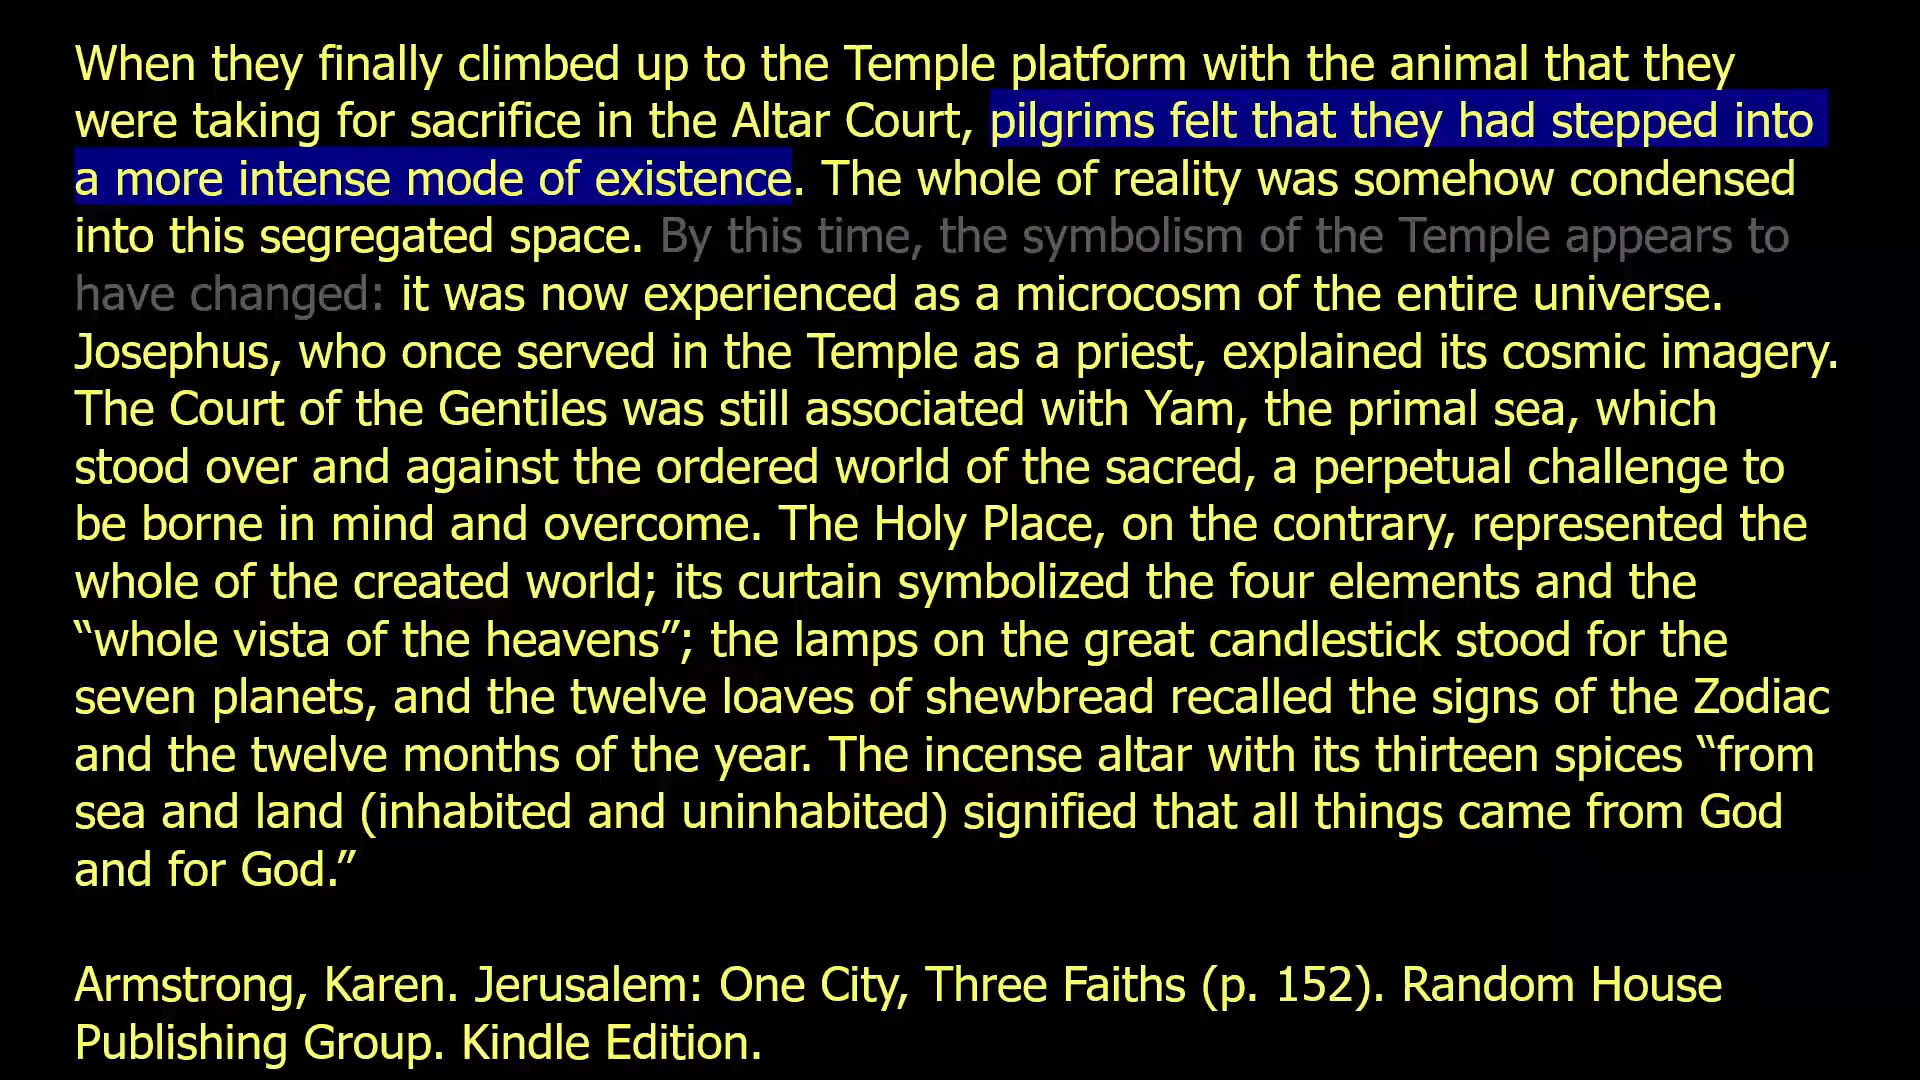 When they finally climbed up to the Temple platform with the animal that they
were taking for sacrifice in the Altar Court, pilgrims felt that they had stepped into
a more intense mode of existence. The whole of reality was somehow condensed
into this segregated space. By this time, the symbolism of the Temple appears to
have changed: it was now experienced as a microcosm of the entire universe.
Josephus, who once served in the Temple as a priest, explained its cosmic imagery.
The Court of the Gentiles was still associated with Yam, the primal sea, which
stood over and against the ordered world of the sacred, a perpetual challenge to
be borne in mind and overcome. The Holy Place, on the contrary, represented the
whole of the created world; its curtain symbolized the four elements and the
“whole vista of the heavens”; the lamps on the great candlestick stood for the
seven planets, and the twelve loaves of shewbread recalled the signs of the Zodiac
and the twelve months of the year. The incense altar with its thirteen spices “from
sea and land (inhabited and uninhabited) signified that all things came from God
and for God.”
Armstrong, Karen. Jerusalem: One City, Three Faiths (p. 152). Random House
Publishing Group. Kindle Edition.